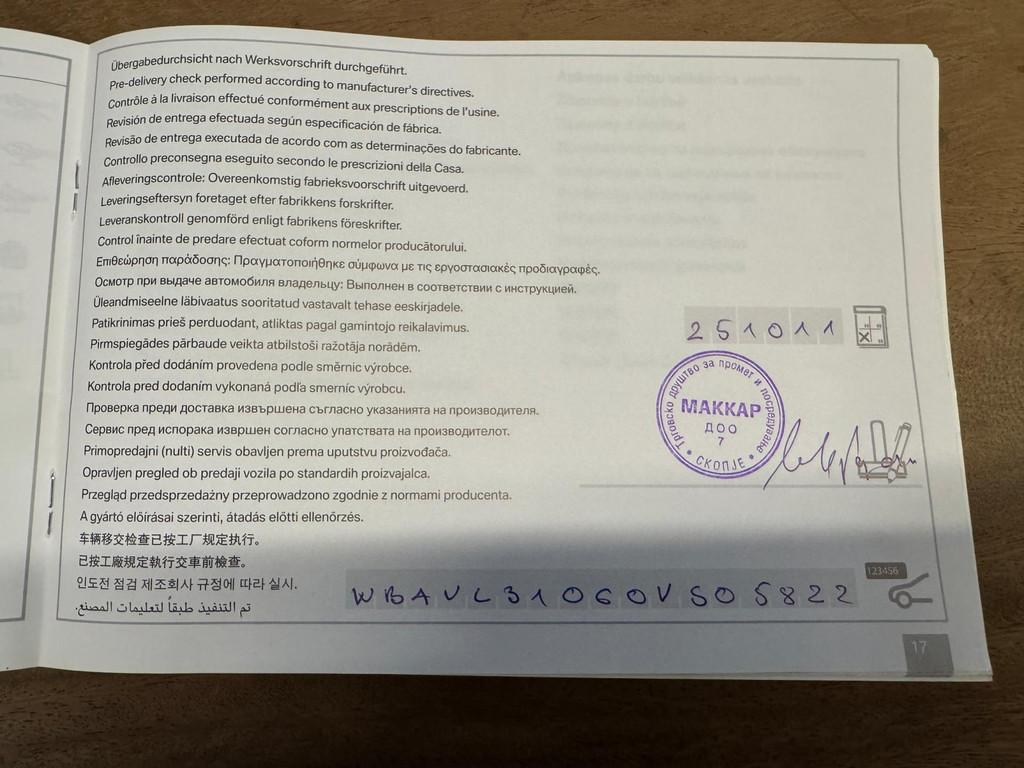 Übergabedurchsicht nach Werksvorschrift durchgeführt.
Pre-delivery check performed according to manufacturer's directives.
Contrôle à la livraison effectué conformément aux prescriptions de l'usine.
Revisión de entrega efectuada según especificación de fábrica.
Revisão de entrega executada de acordo com as determinações do fabricante.
Controllo preconsegna eseguito secondo le prescrizioni della Casa.
Afleveringscontrole: Overeenkomstig fabrieksvoorschrift uitgevoerd.
Leveringseftersyn foretaget efter fabrikkens forskrifter.
Leveranskontroll genomförd enligt fabrikens föreskrifter.
Control înainte de predare efectuat coform normelor producătorului.
Επιθεώρηση παράδοσης: Πραγματοποιήθηκε σύμφωνα με τις εργοστασιακές προδιαγραφές.
Осмотр при выдаче автомобиля владельцу: Выполнен в соответствии с инструкцией.
Üleandmiseelne läbivaatus sooritatud vastavalt tehase eeskirjadele.
Patikrinimas prieš perduodant, atliktas pagal gamintojo reikalavimus.
Pirmspiegādes pārbaude veikta atbilstoši ražotāja norādēm.
Kontrola před dodáním provedena podle směrnic výrobce.
Kontrola pred dodaním vykonaná podľa smerníc výrobcu.
Проверка преди доставка извършена съгласно указанията на производителя.
Сервис пред испорака извршен согласно упатствата на производителот.
Primopredajni (nulti) servis obavljen prema uputstvu proizvođača.
Opravljen pregled ob predaji vozila po standardih proizvajalca.
Przegląd przedsprzedażny przeprowadzono zgodnie z normami producenta.
A gyártó előírásai szerinti, átadás előtti ellenőrzés.
车辆移交检查已按工厂规定执行。
已按工廠規定執行交車前檢查。
인도전 점검 제조회사 규정에 따라 실시.
تم التنفيذ طبقاً لتعليمات المصنع.
251011
Трговско друштво за промет и посредување
МАККАР
ДОО
7
СКОПЈЕ
123456
WBAVL31060VS05822
17